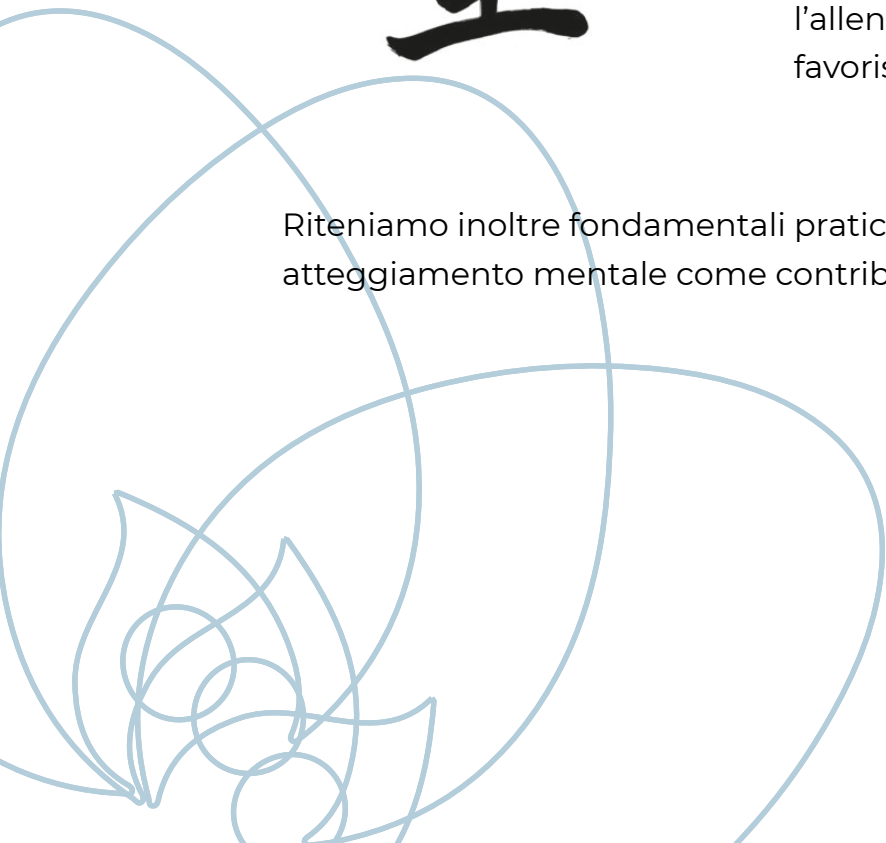 l’allen
favoris
Riteniamo inoltre fondamentali pratic
atteggiamento mentale come contrib